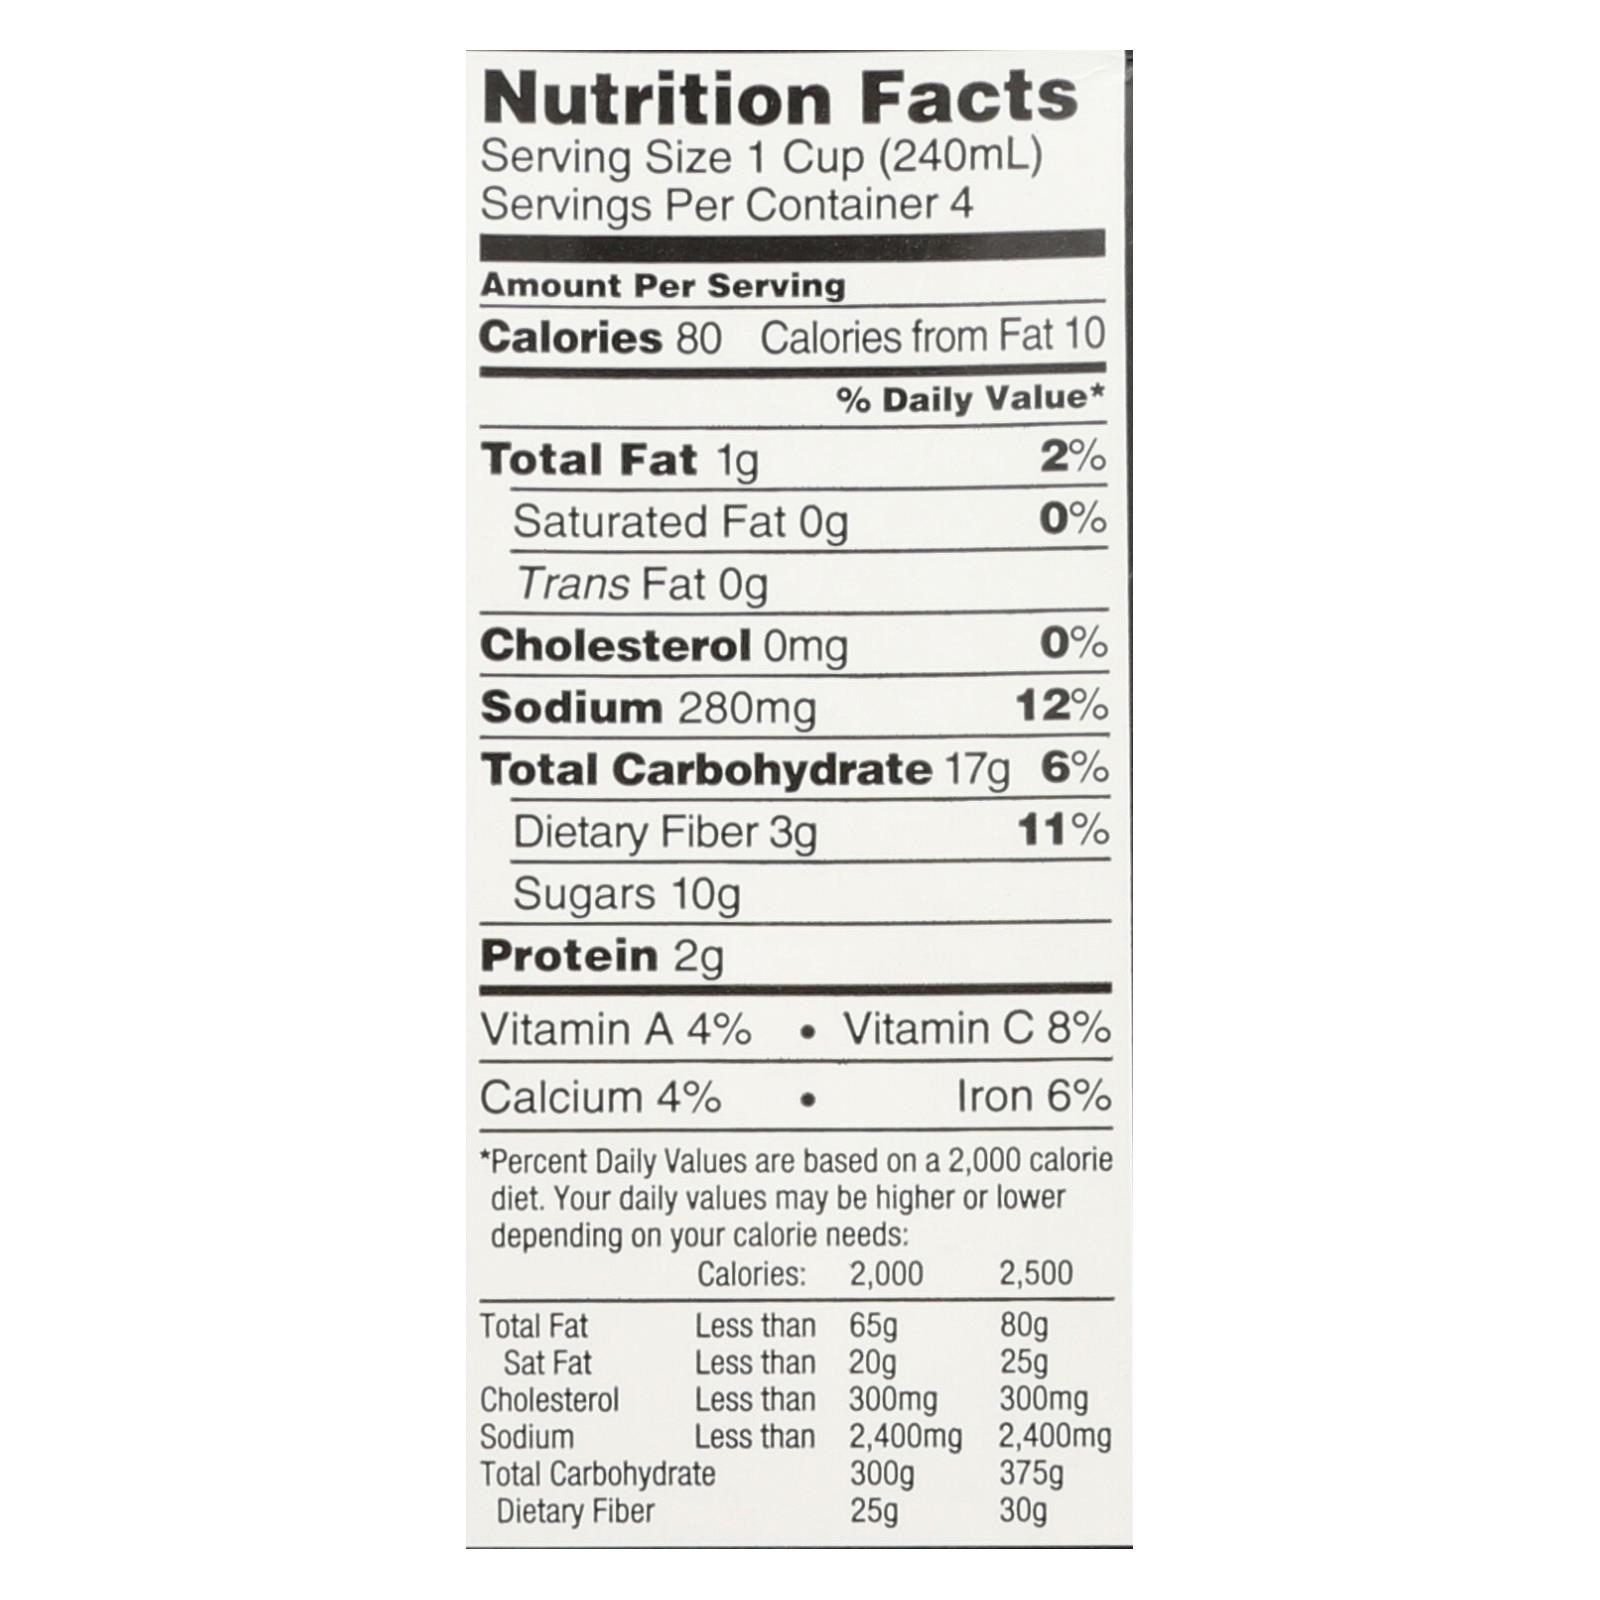 Nutrition Facts
Serving Size 1 Cup (240mL)
Servings Per Container 4
Amount Per Serving
Calories 80 Calories from Fat 10
% Daily Value*
Total Fat 1g 2%
Saturated Fat 0g 0%
Trans Fat 0g
Cholesterol 0mg 0%
Sodium 280mg 12%
Total Carbohydrate 17g 6%
Dietary Fiber 3g 11%
Sugars 10g
Protein 2g
Vitamin A 4% • Vitamin C 8%
Calcium 4% • Iron 6%
*Percent Daily Values are based on a 2,000 calorie
diet. Your daily values may be higher or lower
depending on your calorie needs:
Calories: 2,000 2,500
Total Fat Less than 65g 80g
Sat Fat Less than 20g 25g
Cholesterol Less than 300mg 300mg
Sodium Less than 2,400mg 2,400mg
Total Carbohydrate 300g 375g
Dietary Fiber 25g 30g